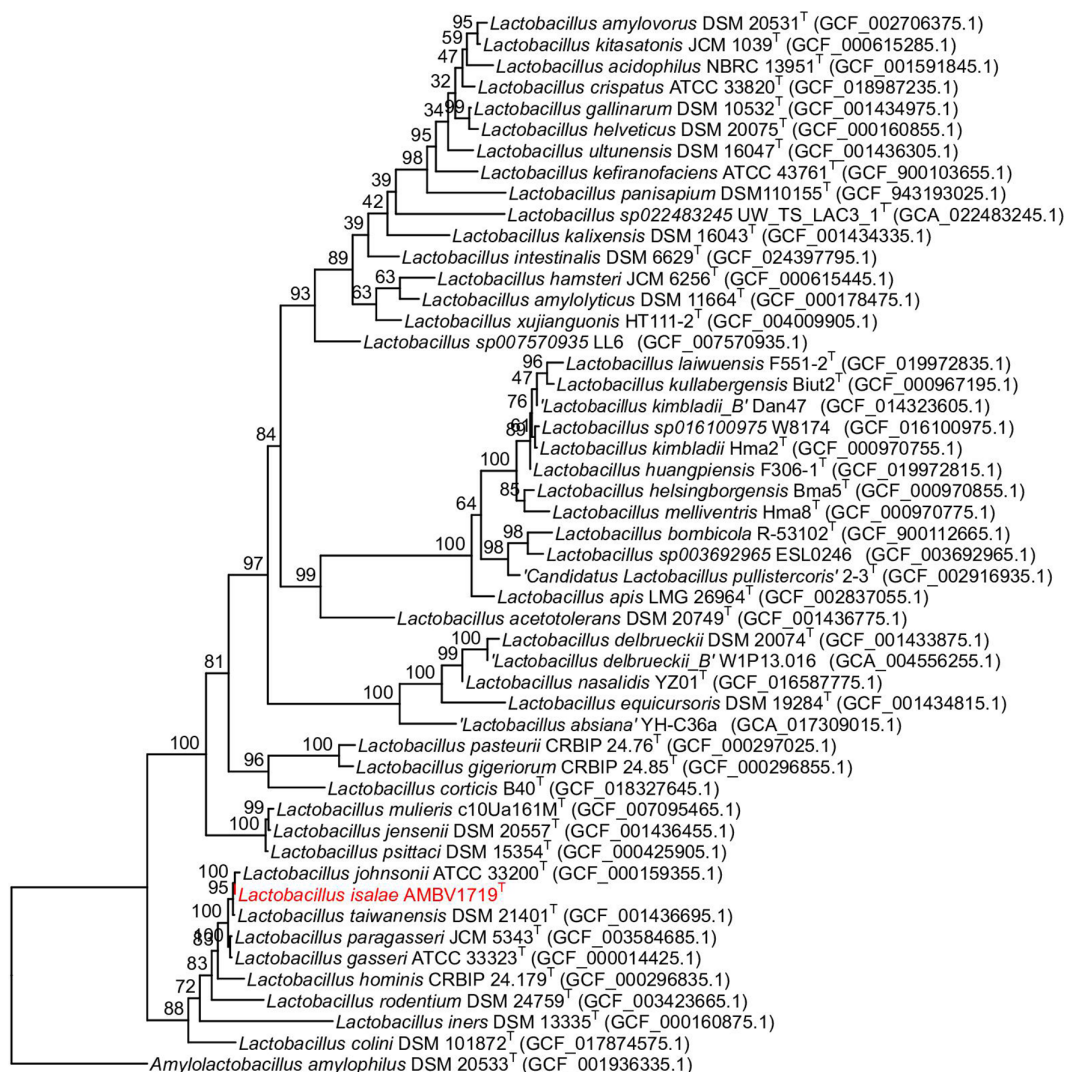 95 Lactobacillus amylovorus DSM 20531T (GCF_002706375.1)
59 Lactobacillus kitasatonis JCM 1039T (GCF_000615285.1)
47 Lactobacillus acidophilus NBRC 13951T (GCF_001591845.1)
32 Lactobacillus crispatus ATCC 33820T (GCF_018987235.1)
34 99 Lactobacillus gallinarum DSM 10532T (GCF_001434975.1)
Lactobacillus helveticus DSM 20075T (GCF_000160855.1)
95 Lactobacillus ultunensis DSM 16047T (GCF_001436305.1)
98 Lactobacillus kefiranofaciens ATCC 43761T (GCF_900103655.1)
39 Lactobacillus panisapium DSM110155T (GCF_943193025.1)
42 Lactobacillus sp022483245 UW_TS_LAC3_1T (GCA_022483245.1)
39 Lactobacillus kalixensis DSM 16043T (GCF_001434335.1)
89 Lactobacillus intestinalis DSM 6629T (GCF_024397795.1)
63 Lactobacillus hamsteri JCM 6256T (GCF_000615445.1)
93 63 Lactobacillus amylolyticus DSM 11664T (GCF_000178475.1)
Lactobacillus xujianguonis HT111-2T (GCF_004009905.1)
Lactobacillus sp007570935 LL6 (GCF_007570935.1)
96 Lactobacillus laiwuensis F551-2T (GCF_019972835.1)
47 Lactobacillus kullabergensis Biut2T (GCF_000967195.1)
76 'Lactobacillus kimbladii_B' Dan47 (GCF_014323605.1)
61 Lactobacillus sp016100975 W8174 (GCF_016100975.1)
84 89 Lactobacillus kimbladii Hma2T (GCF_000970755.1)
100 Lactobacillus huangpiensis F306-1T (GCF_019972815.1)
85 Lactobacillus helsingborgensis Bma5T (GCF_000970855.1)
64 Lactobacillus melliventris Hma8T (GCF_000970775.1)
98 Lactobacillus bombicola R-53102T (GCF_900112665.1)
100 98 Lactobacillus sp003692965 ESL0246 (GCF_003692965.1)
97 99 'Candidatus Lactobacillus pullistercoris' 2-3T (GCF_002916935.1)
Lactobacillus apis LMG 26964T (GCF_002837055.1)
Lactobacillus acetotolerans DSM 20749T (GCF_001436775.1)
100 Lactobacillus delbrueckii DSM 20074T (GCF_001433875.1)
99 'Lactobacillus delbrueckii_B' W1P13.016 (GCA_004556255.1)
81 100 Lactobacillus nasalidis YZ01T (GCF_016587775.1)
100 Lactobacillus equicursoris DSM 19284T (GCF_001434815.1)
'Lactobacillus absiana' YH-C36a (GCA_017309015.1)
100 100 Lactobacillus pasteurii CRBIP 24.76T (GCF_000297025.1)
96 Lactobacillus gigeriorum CRBIP 24.85T (GCF_000296855.1)
Lactobacillus corticis B40T (GCF_018327645.1)
99 Lactobacillus mulieris c10Ua161MT (GCF_007095465.1)
100 Lactobacillus jensenii DSM 20557T (GCF_001436455.1)
Lactobacillus psittaci DSM 15354T (GCF_000425905.1)
100 Lactobacillus johnsonii ATCC 33200T (GCF_000159355.1)
95 Lactobacillus isalae AMBV1719T
100 Lactobacillus taiwanensis DSM 21401T (GCF_001436695.1)
100 Lactobacillus paragasseri JCM 5343T (GCF_003584685.1)
Lactobacillus gasseri ATCC 33323T (GCF_000014425.1)
83 Lactobacillus hominis CRBIP 24.179T (GCF_000296835.1)
72 Lactobacillus rodentium DSM 24759T (GCF_003423665.1)
88 Lactobacillus iners DSM 13335T (GCF_000160875.1)
Lactobacillus colini DSM 101872T (GCF_017874575.1)
Amylolactobacillus amylophilus DSM 20533T (GCF_001936335.1)